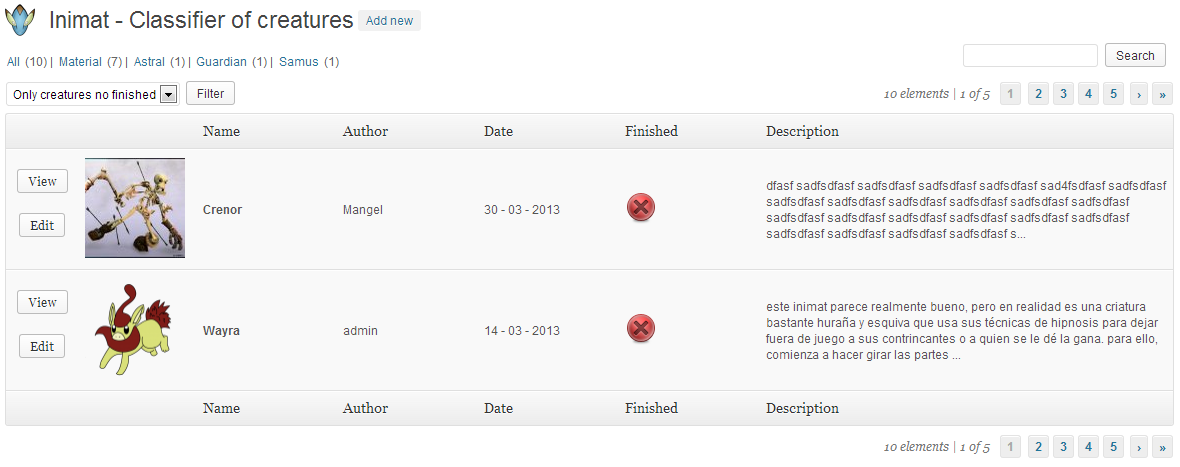 Inimat - Classifier of creatures Add new
All (10) | Material (7) | Astral (1) | Guardian (1) | Samus (1)
Search
Only creatures no finished Filter
10 elements | 1 of 5 1 2 3 4 5 › »
Name Author Date Finished Description
View
Edit
Crenor Mangel 30 - 03 - 2013
dfasf sadfsdfasf sadfsdfasf sadfsdfasf sadfsdfasf sad4fsdfasf sadfsdfasf
sadfsdfasf sadfsdfasf sadfsdfasf sadfsdfasf sadfsdfasf sadfsdfasf
sadfsdfasf sadfsdfasf sadfsdfasf sadfsdfasf sadfsdfasf sadfsdfasf
sadfsdfasf sadfsdfasf sadfsdfasf sadfsdfasf s...
View
Edit
Wayra admin 14 - 03 - 2013
este inimat parece realmente bueno, pero en realidad es una criatura
bastante huraña y esquiva que usa sus técnicas de hipnosis para dejar
fuera de juego a sus contrincantes o a quien se le dé la gana. para ello,
comienza a hacer girar las partes ...
Name Author Date Finished Description
10 elements | 1 of 5 1 2 3 4 5 › »